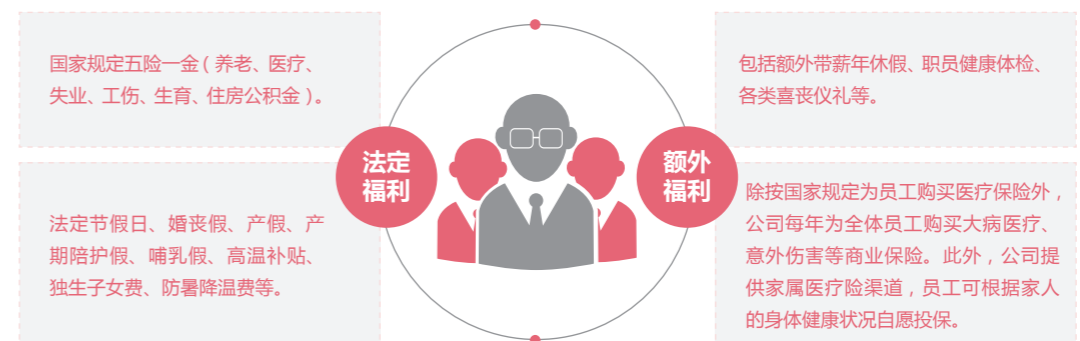 国家规定五险一金（养老、医疗、
失业、工伤、生育、住房公积金）。
法定节假日、婚丧假、产假、产
期陪护假、哺乳假、高温补贴、
独生子女费、防暑降温费等。
法定
福利
额外
福利
包括额外带薪年休假、职员健康体检、
各类喜丧仪礼等。
除按国家规定为员工购买医疗保险外，
公司每年为全体员工购买大病医疗、
意外伤害等商业保险。此外，公司提
供家属医疗险渠道，员工可根据家人
的身体健康状况自愿投保。